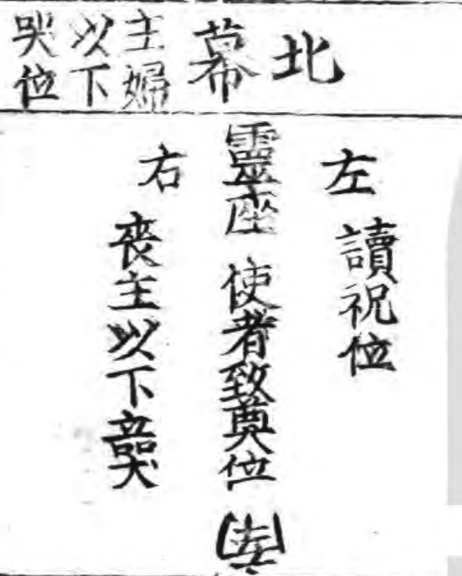 北
幕
主婦
以下
哭位
左 讀祝位
靈座 使者致奠位
右 喪主以下哭